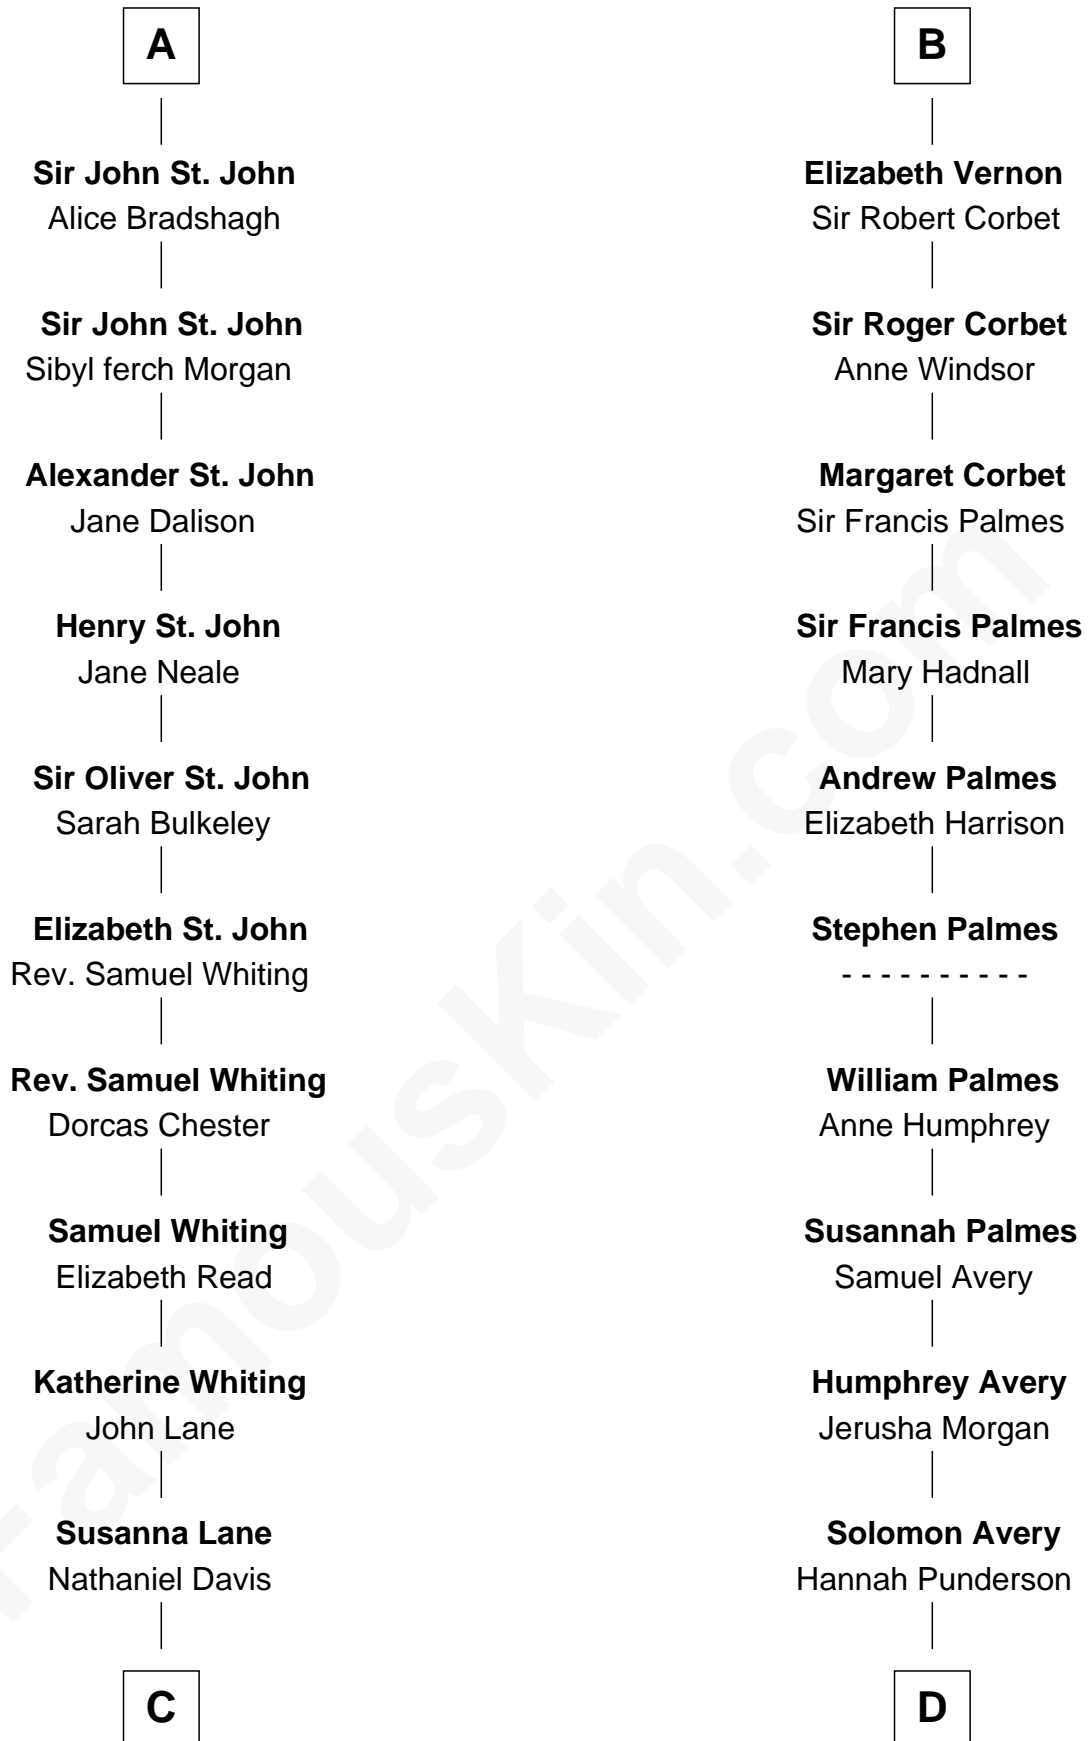 A
Sir John St. John
Alice Bradshagh
Sir John St. John
Sibyl ferch Morgan
Alexander St. John
Jane Dalison
Henry St. John
Jane Neale
Sir Oliver St. John
Sarah Bulkeley
Elizabeth St. John
Rev. Samuel Whiting
Rev. Samuel Whiting
Dorcas Chester
Samuel Whiting
Elizabeth Read
Katherine Whiting
John Lane
Susanna Lane
Nathaniel Davis
C
B
Elizabeth Vernon
Sir Robert Corbet
Sir Roger Corbet
Anne Windsor
Margaret Corbet
Sir Francis Palmes
Sir Francis Palmes
Mary Hadnall
Andrew Palmes
Elizabeth Harrison
Stephen Palmes
- - - - - - - - - -
William Palmes
Anne Humphrey
Susannah Palmes
Samuel Avery
Humphrey Avery
Jerusha Morgan
Solomon Avery
Hannah Punderson
D
FamousKin.com